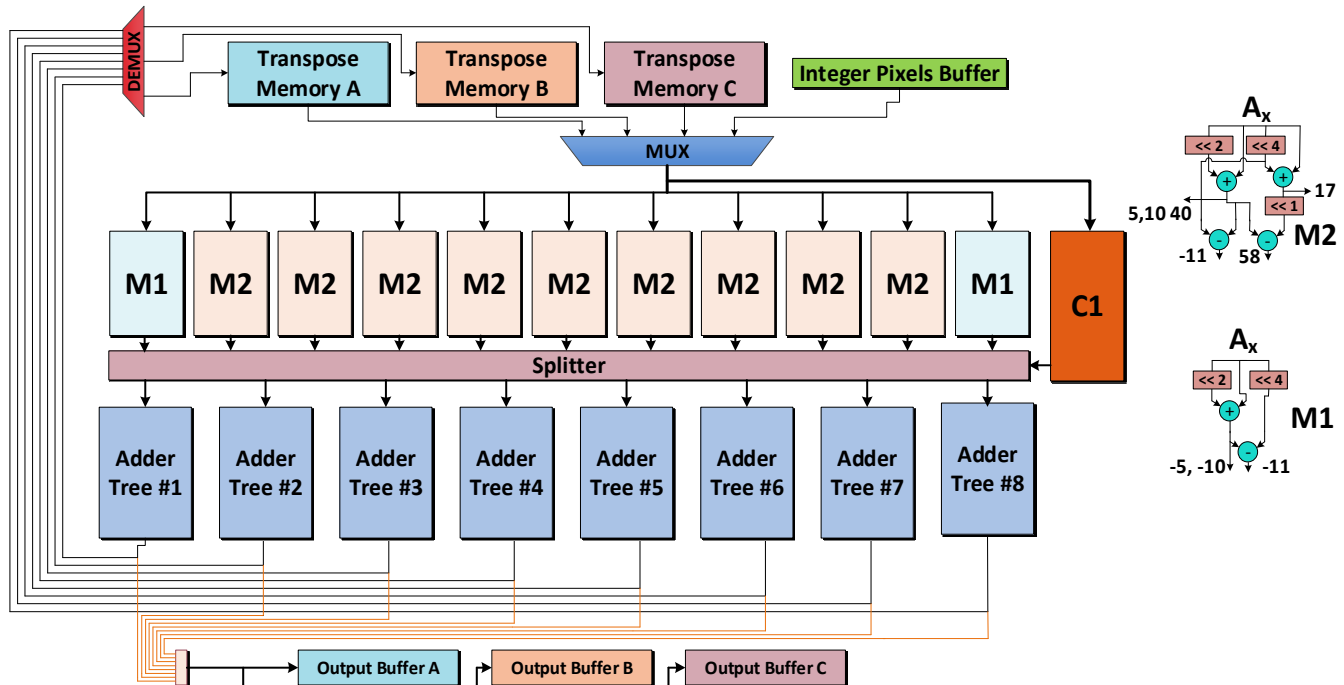 DEMUX
Transpose
Memory A
Transpose
Memory B
Transpose
Memory C
Integer Pixels Buffer
MUX
M1
M2
M2
M2
M2
M2
M2
M2
M2
M2
M1
C1
Splitter
Adder
Tree #1
Adder
Tree #2
Adder
Tree #3
Adder
Tree #4
Adder
Tree #5
Adder
Tree #6
Adder
Tree #7
Adder
Tree #8
Output Buffer A
Output Buffer B
Output Buffer C
Ax
<< 2
<< 4
+
+
17
5,10 40
<< 1
M2
-
-
-11
58
Ax
<< 2
<< 4
+
M1
-
-5, -10
-11